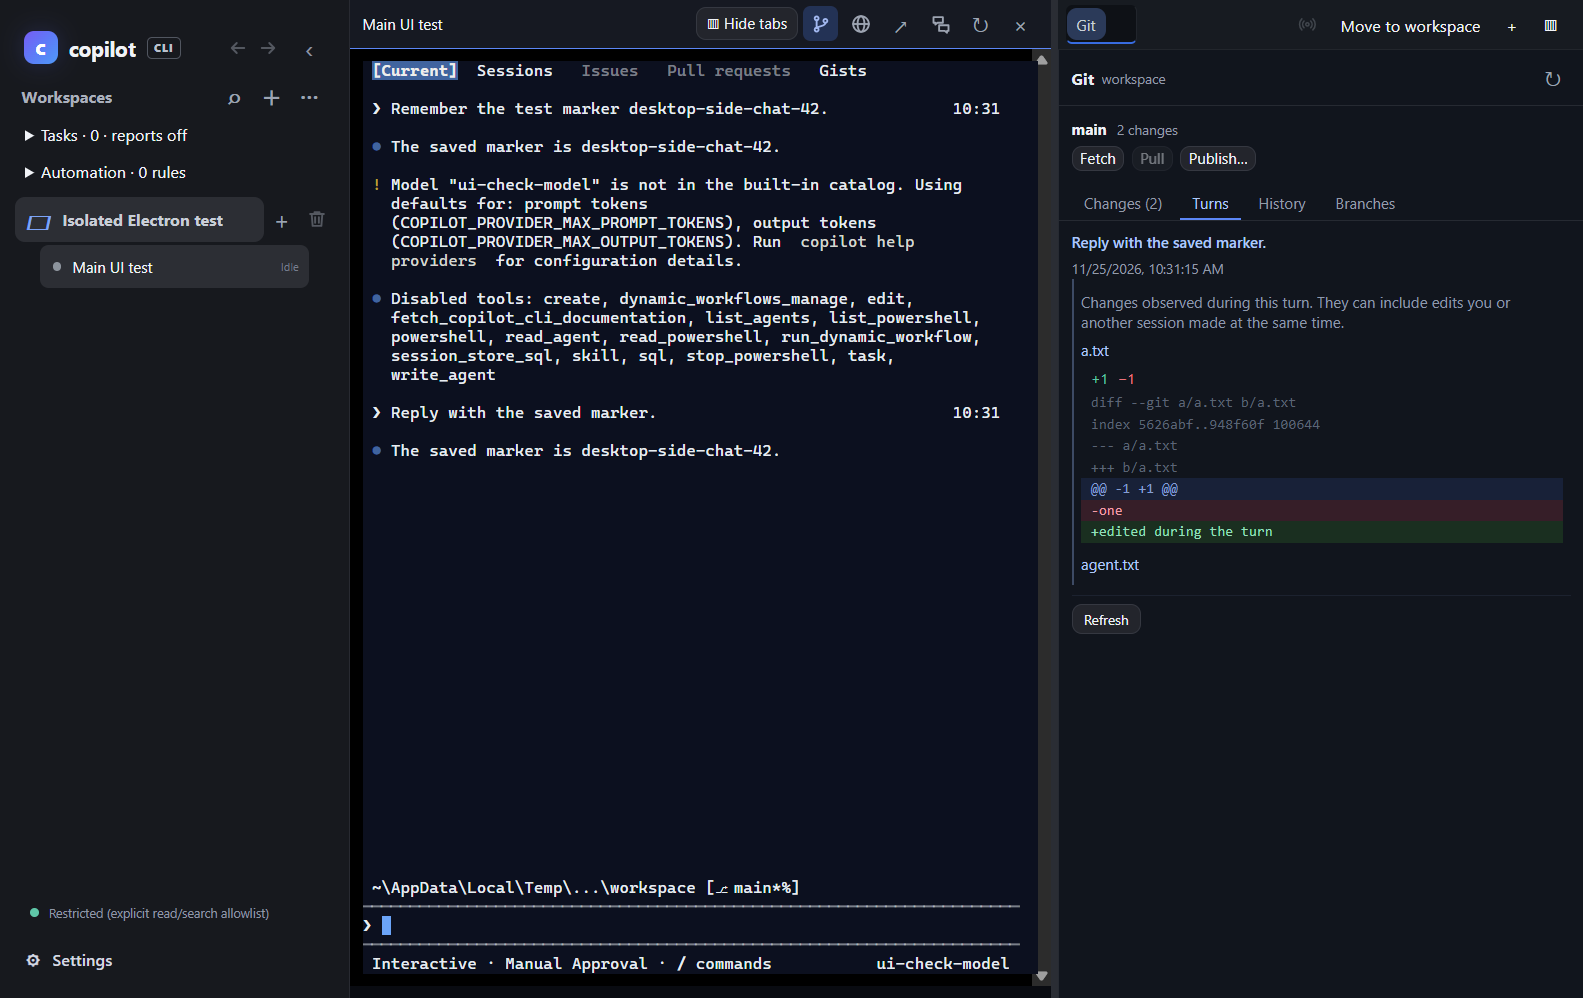 c copilot CLI
Workspaces
Tasks · 0 · reports off
Automation · 0 rules
Isolated Electron test
Main UI test Idle
Restricted (explicit read/search allowlist)
Settings
Main UI test
Hide tabs
[Current] Sessions Issues Pull requests Gists
❯ Remember the test marker desktop-side-chat-42. 10:31
● The saved marker is desktop-side-chat-42.
! Model "ui-check-model" is not in the built-in catalog. Using
defaults for: prompt tokens
(COPILOT_PROVIDER_MAX_PROMPT_TOKENS), output tokens
(COPILOT_PROVIDER_MAX_OUTPUT_TOKENS). Run copilot help
providers for configuration details.
● Disabled tools: create, dynamic_workflows_manage, edit,
fetch_copilot_cli_documentation, list_agents, list_powershell,
powershell, read_agent, read_powershell, run_dynamic_workflow,
session_store_sql, skill, sql, stop_powershell, task,
write_agent
❯ Reply with the saved marker. 10:31
● The saved marker is desktop-side-chat-42.
~\AppData\Local\Temp\...\workspace [⎇ main*%]
❯
Interactive · Manual Approval · / commands ui-check-model
Git
Move to workspace +
Git workspace
main 2 changes
Fetch Pull Publish...
Changes (2) Turns History Branches
Reply with the saved marker.
11/25/2026, 10:31:15 AM
Changes observed during this turn. They can include edits you or
another session made at the same time.
a.txt
+1 −1
diff --git a/a.txt b/a.txt
index 5626abf..948f60f 100644
--- a/a.txt
+++ b/a.txt
@@ -1 +1 @@
-one
+edited during the turn
agent.txt
Refresh